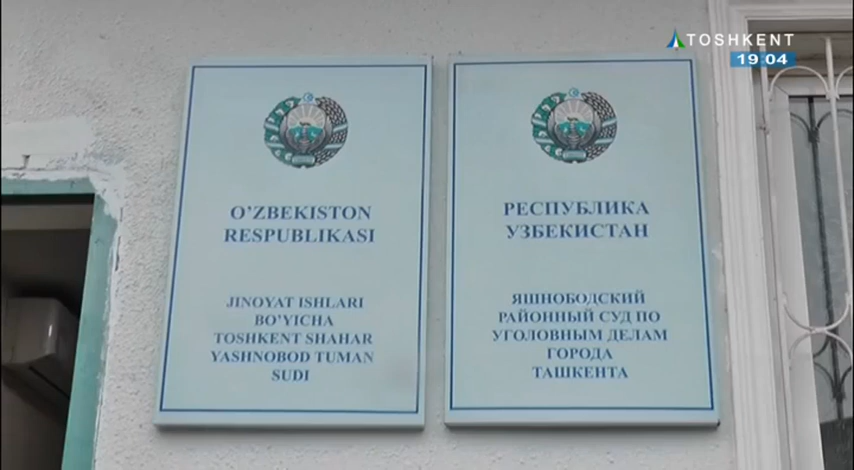 TOSHKENT
19:04
O'ZBEKISTON
RESPUBLIKASI
JINOYAT ISHLARI
BO'YICHA
TOSHKENT SHAHAR
YASHNOBOD TUMAN
SUDI
РЕСПУБЛИКА
УЗБЕКИСТАН
ЯШНОБОДСКИЙ
РАЙОННЫЙ СУД ПО
УГОЛОВНЫМ ДЕЛАМ
ГОРОДА
ТАШКЕНТА